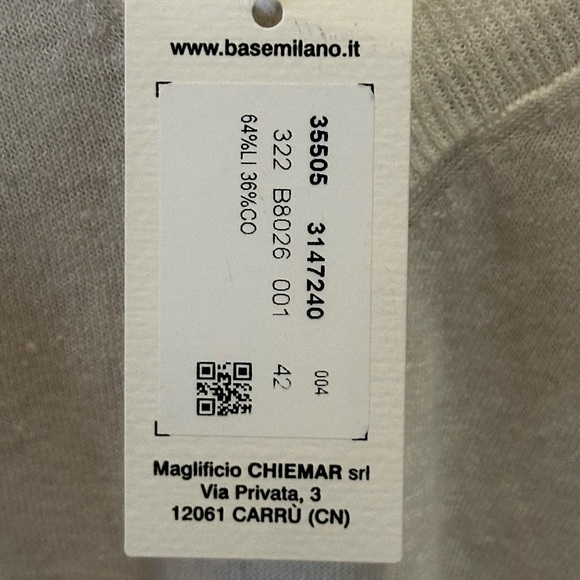 www.basemilano.it
35505 3147240 004
322 B8026 001 42
64%LI 36%CO
Maglificio CHIEMAR srl
Via Privata, 3
12061 CARRÙ (CN)